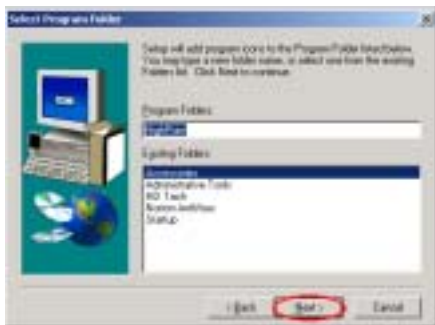 Select Program Folder
Setup will add program icons to the Program Folder listed below.
You may type a new folder name, or select one from the existing
Folders list. Click Next to continue.
Program Folders:
Existing Folders:
Accessories
Administrative Tools
Norton AntiVirus
Startup
< Back
Next >
Cancel